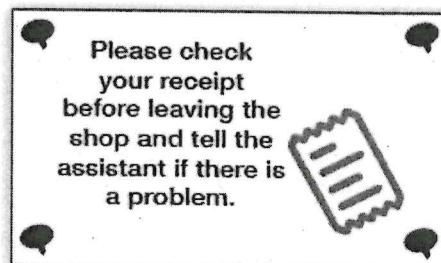 Please check
your receipt
before leaving the
shop and tell the
assistant if there is
a problem.